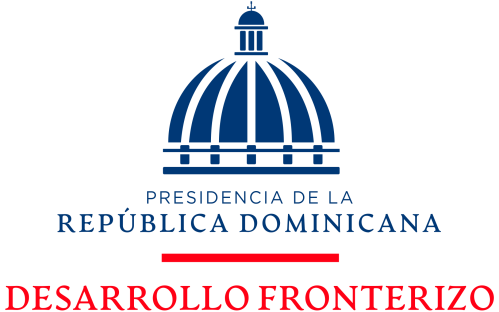 PRESIDENCIA DE LA
REPÚBLICA DOMINICANA
DESARROLLO FRONTERIZO